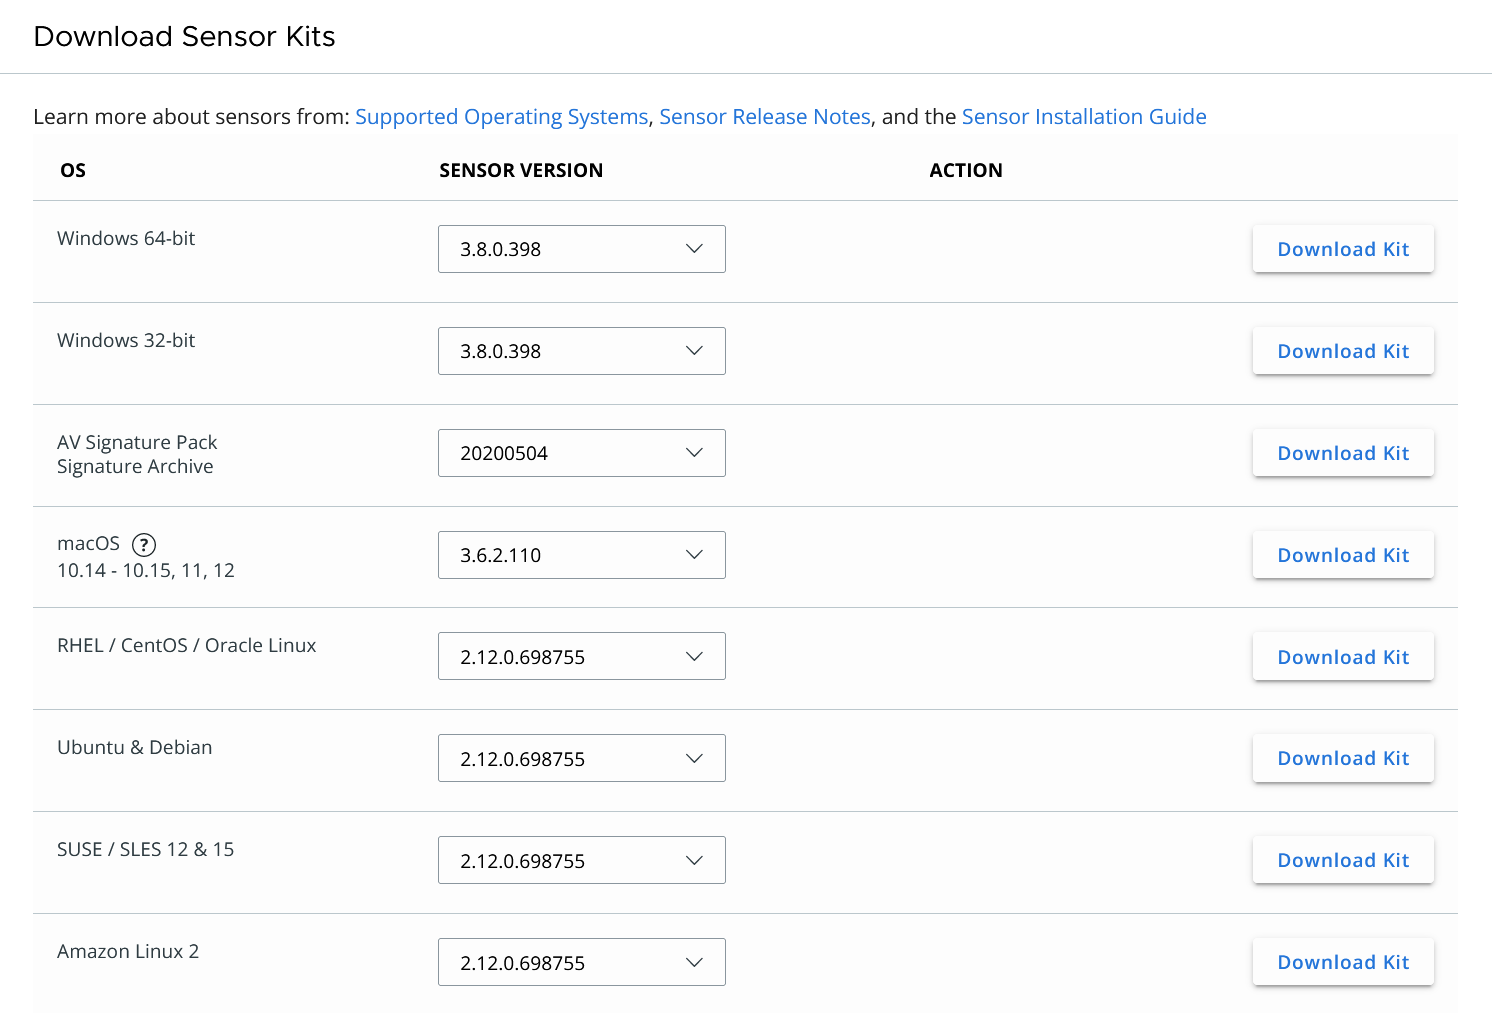 Download Sensor Kits
Learn more about sensors from: Supported Operating Systems, Sensor Release Notes, and the Sensor Installation Guide
OS SENSOR VERSION ACTION
Windows 64-bit 3.8.0.398 Download Kit
Windows 32-bit 3.8.0.398 Download Kit
AV Signature Pack
Signature Archive 20200504 Download Kit
macOS ?
10.14 - 10.15, 11, 12 3.6.2.110 Download Kit
RHEL / CentOS / Oracle Linux 2.12.0.698755 Download Kit
Ubuntu & Debian 2.12.0.698755 Download Kit
SUSE / SLES 12 & 15 2.12.0.698755 Download Kit
Amazon Linux 2 2.12.0.698755 Download Kit